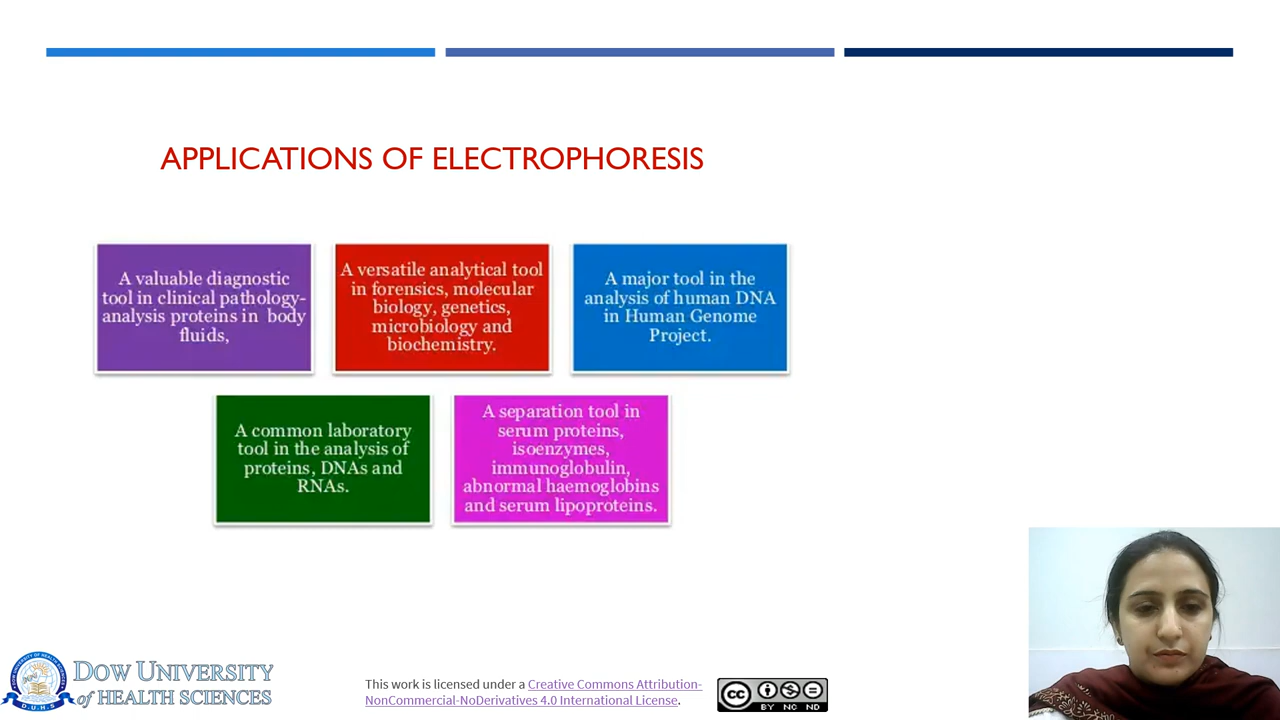 APPLICATIONS OF ELECTROPHORESIS
A valuable diagnostic
tool in clinical pathology-
analysis proteins in body
fluids,
A versatile analytical tool
in forensics, molecular
biology, genetics,
microbiology and
biochemistry.
A major tool in the
analysis of human DNA
in Human Genome
Project.
A common laboratory
tool in the analysis of
proteins, DNAs and
RNAs.
A separation tool in
serum proteins,
isoenzymes,
immunoglobulin,
abnormal haemoglobins
and serum lipoproteins.
DOW UNIVERSITY
of HEALTH SCIENCES
D.U.H.S
This work is licensed under a Creative Commons Attribution-
NonCommercial-NoDerivatives 4.0 International License.
cc
BY NC ND